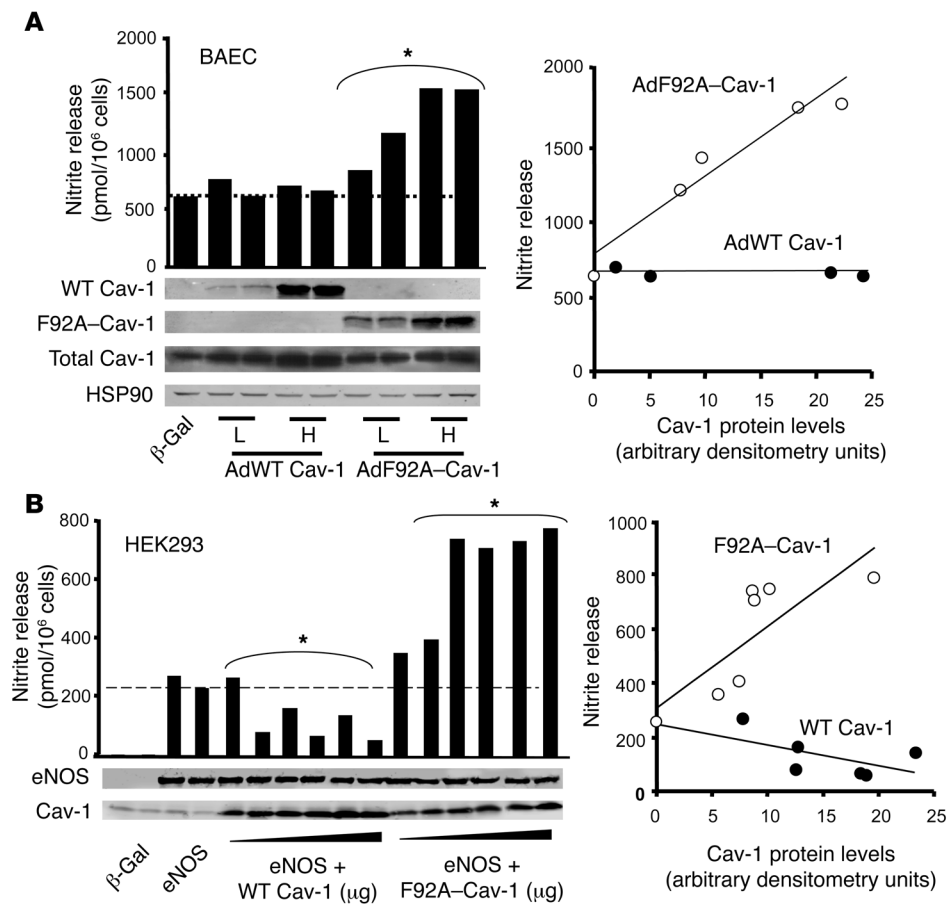 A
BAEC
*
Nitrite release
(pmol/10⁶ cells)
2000
1500
1000
500
0
WT Cav-1
F92A–Cav-1
Total Cav-1
HSP90
β-Gal
L
H
L
H
AdWT Cav-1
AdF92A–Cav-1
2000
1500
1000
500
0
Nitrite release
AdF92A–Cav-1
AdWT Cav-1
0
5
10
15
20
25
Cav-1 protein levels
(arbitrary densitometry units)
B
HEK293
*
*
Nitrite release
(pmol/10⁶ cells)
800
600
400
200
0
eNOS
Cav-1
β-Gal
eNOS
eNOS +
WT Cav-1 (μg)
eNOS +
F92A–Cav-1 (μg)
1000
800
600
400
200
0
Nitrite release
F92A–Cav-1
WT Cav-1
0
5
10
15
20
25
Cav-1 protein levels
(arbitrary densitometry units)